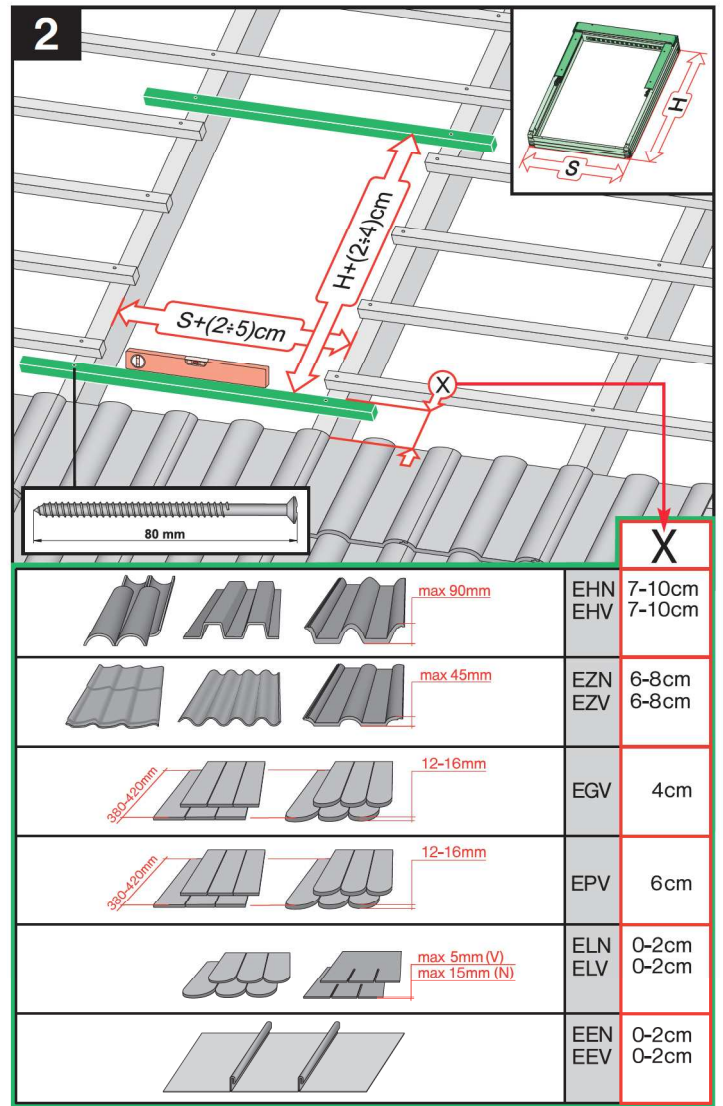 2
H
S
H+(2÷4)cm
S+(2÷5)cm
X
80 mm
X
max 90mm
EHN 7-10cm
EHV 7-10cm
max 45mm
EZN 6-8cm
EZV 6-8cm
380-420mm
12-16mm
EGV 4cm
380-420mm
12-16mm
EPV 6cm
max 5mm (V)
max 15mm (N)
ELN 0-2cm
ELV 0-2cm
EEN 0-2cm
EEV 0-2cm